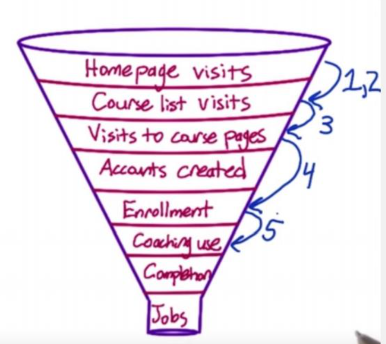 Homepage visits
Course list visits
1,2
Visits to course pages
3
Accounts created
4
Enrollment
Coaching use
5
Completion
Jobs